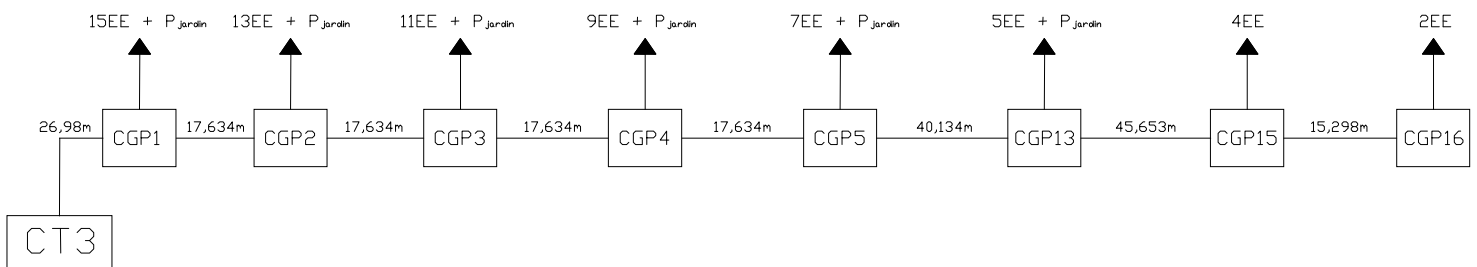 15EE + Pjardin 13EE + Pjardin 11EE + Pjardin 9EE + Pjardin 7EE + Pjardin 5EE + Pjardin 4EE 2EE
26,98m 17,634m 17,634m 17,634m 17,634m 40,134m 45,653m 15,298m
CGP1 CGP2 CGP3 CGP4 CGP5 CGP13 CGP15 CGP16
CT3